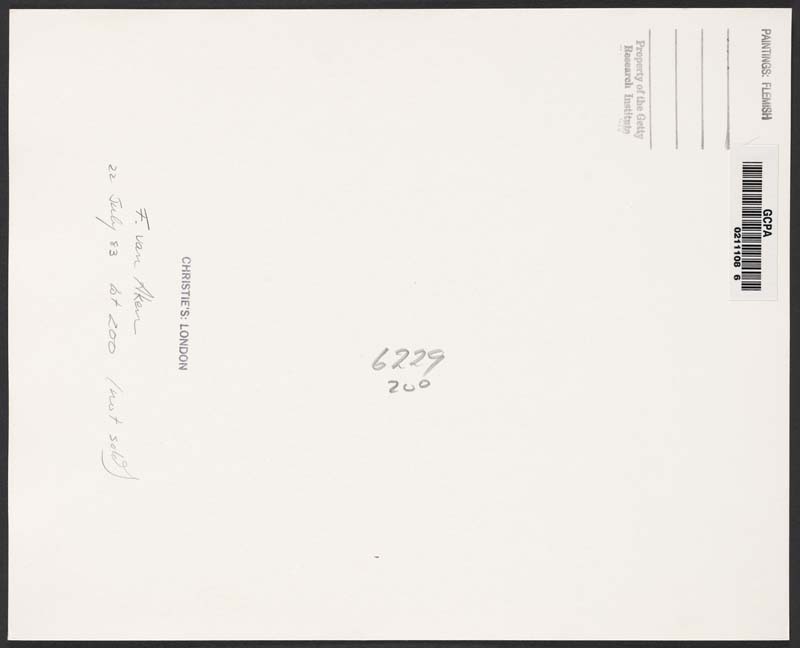 PAINTINGS: FLEMISH
Property of the Getty
Research Institute
GCPA
0211108 6
CHRISTIE'S: LONDON
F. van Aken
22 July 83 lot 200 (not sold)
6229
200